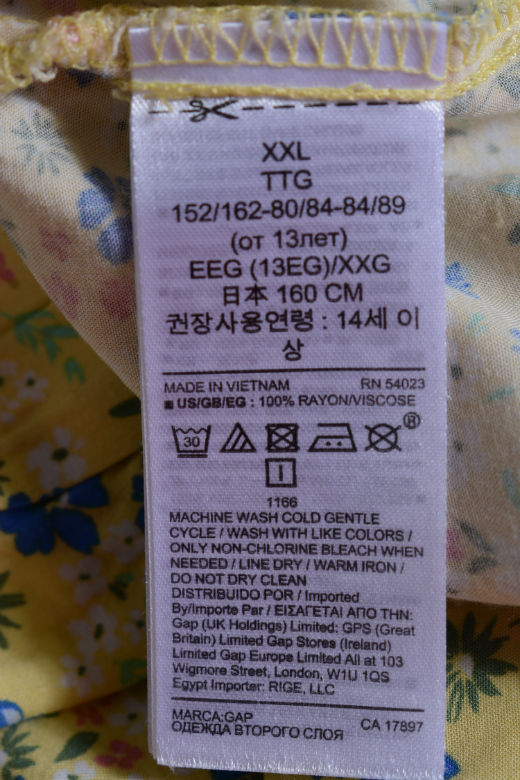 XXL
TTG
152/162-80/84-84/89
(от 13лет)
EEG (13EG)/XXG
日本 160 CM
권장사용연령 : 14세 이
상
MADE IN VIETNAM RN 54023
US/GB/EG : 100% RAYON/VISCOSE
30 ®
1166
MACHINE WASH COLD GENTLE
CYCLE / WASH WITH LIKE COLORS /
ONLY NON-CHLORINE BLEACH WHEN
NEEDED / LINE DRY / WARM IRON /
DO NOT DRY CLEAN
DISTRIBUIDO POR / Imported
By/Importe Par / ΕΙΣΑΓΕΤΑΙ ΑΠΟ ΤΗΝ:
Gap (UK Holdings) Limited: GPS (Great
Britain) Limited Gap Stores (Ireland)
Limited Gap Europe Limited All at 103
Wigmore Street, London, W1U 1QS
Egypt Importer: RIGE, LLC
MARCA:GAP CA 17897
ОДЕЖДА ВТОРОГО СЛОЯ